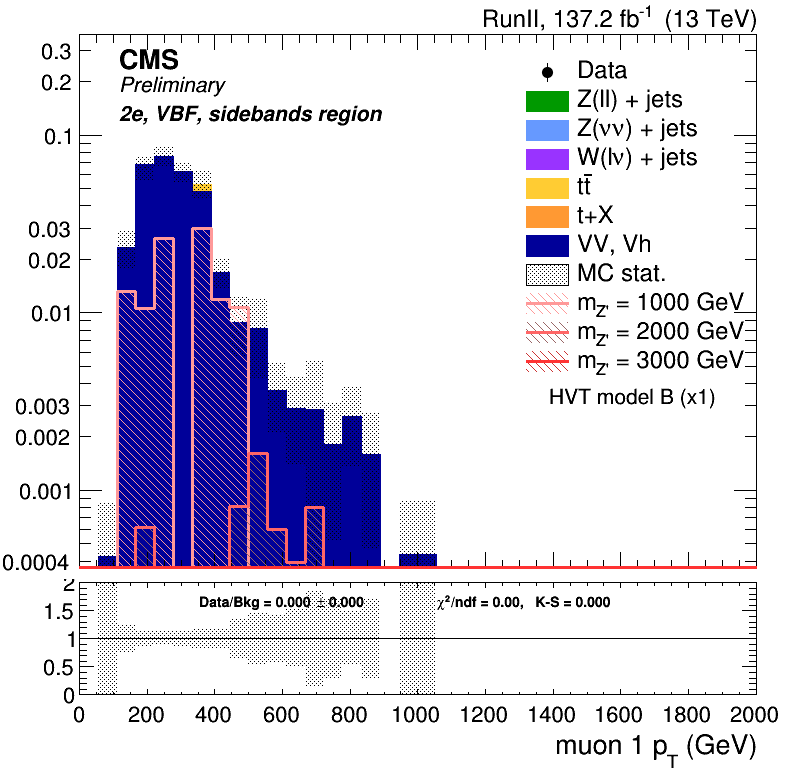 RunII, 137.2 fb⁻¹ (13 TeV)
CMS
Preliminary
2e, VBF, sidebands region
Data
Z(ll) + jets
Z(νν) + jets
W(lν) + jets
tt̄
t+X
VV, Vh
MC stat.
m_Z' = 1000 GeV
m_Z' = 2000 GeV
m_Z' = 3000 GeV
HVT model B (x1)
0.3
0.2
0.1
0.03
0.02
0.01
0.003
0.002
0.001
0.0004
Data/Bkg = 0.000 ± 0.000 χ²/ndf = 0.00, K-S = 0.000
2
1.5
1
0.5
0
0 200 400 600 800 1000 1200 1400 1600 1800 2000
muon 1 p_T (GeV)